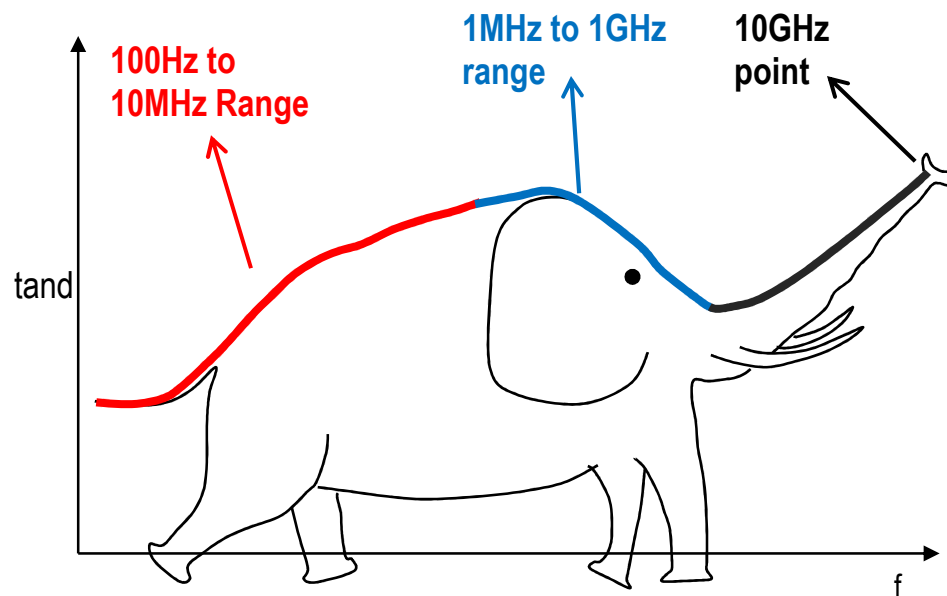 100Hz to
10MHz Range
1MHz to 1GHz
range
10GHz
point
tand
f